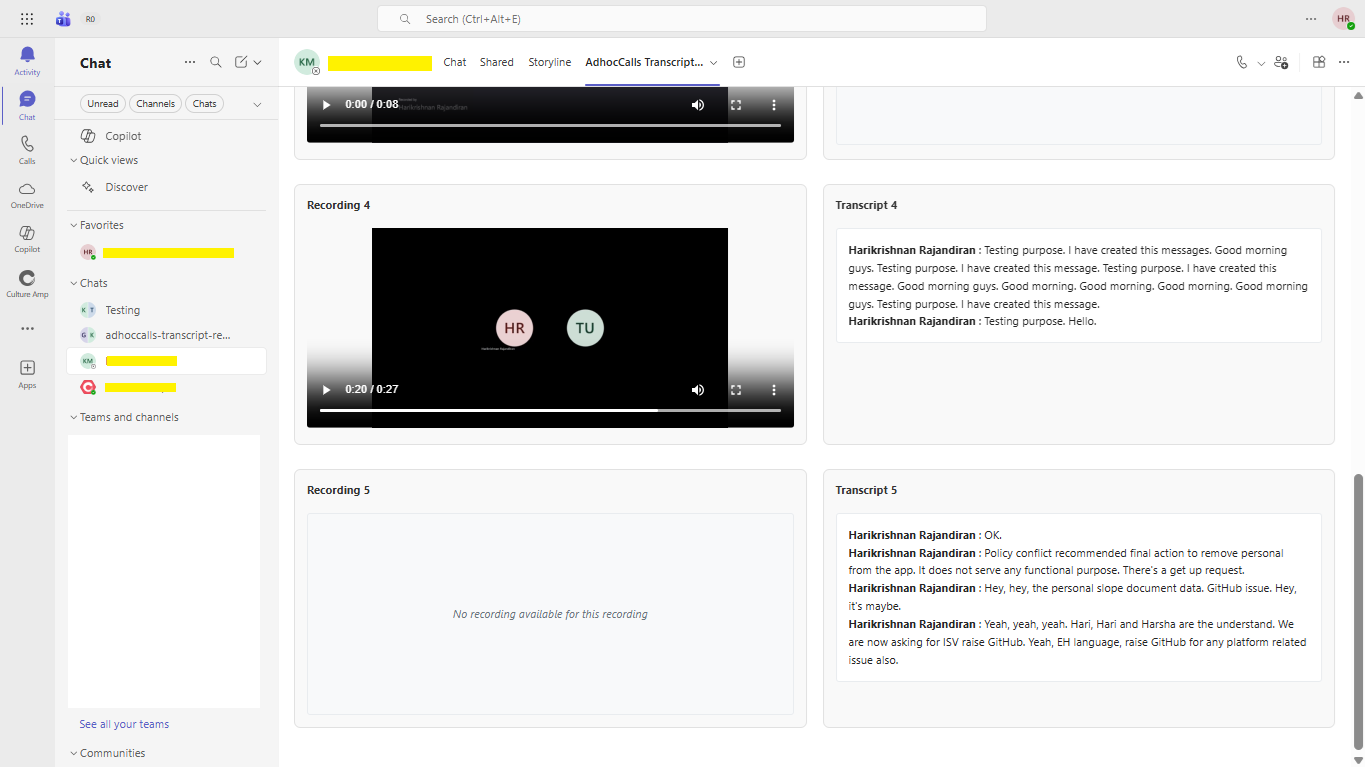 R0
Search (Ctrl+Alt+E)
HR
Activity
Chat
Calls
OneDrive
Copilot
Culture Amp
Apps
Chat
Unread
Channels
Chats
Copilot
Quick views
Discover
Favorites
HR
Chats
K T
Testing
G K
adhoccalls-transcript-re...
KM
Teams and channels
See all your teams
Communities
KM
Chat
Shared
Storyline
AdhocCalls Transcript...
0:00 / 0:08
Harikrishnan Rajandiran
Recording 4
HR
TU
Harikrishnan Rajandiran
0:20 / 0:27
Transcript 4
Harikrishnan Rajandiran : Testing purpose. I have created this messages. Good morning
guys. Testing purpose. I have created this message. Testing purpose. I have created this
message. Good morning guys. Good morning. Good morning. Good morning. Good morning
guys. Testing purpose. I have created this message.
Harikrishnan Rajandiran : Testing purpose. Hello.
Recording 5
No recording available for this recording
Transcript 5
Harikrishnan Rajandiran : OK.
Harikrishnan Rajandiran : Policy conflict recommended final action to remove personal
from the app. It does not serve any functional purpose. There's a get up request.
Harikrishnan Rajandiran : Hey, hey, the personal slope document data. GitHub issue. Hey,
it's maybe.
Harikrishnan Rajandiran : Yeah, yeah, yeah. Hari, Hari and Harsha are the understand. We
are now asking for ISV raise GitHub. Yeah, EH language, raise GitHub for any platform related
issue also.